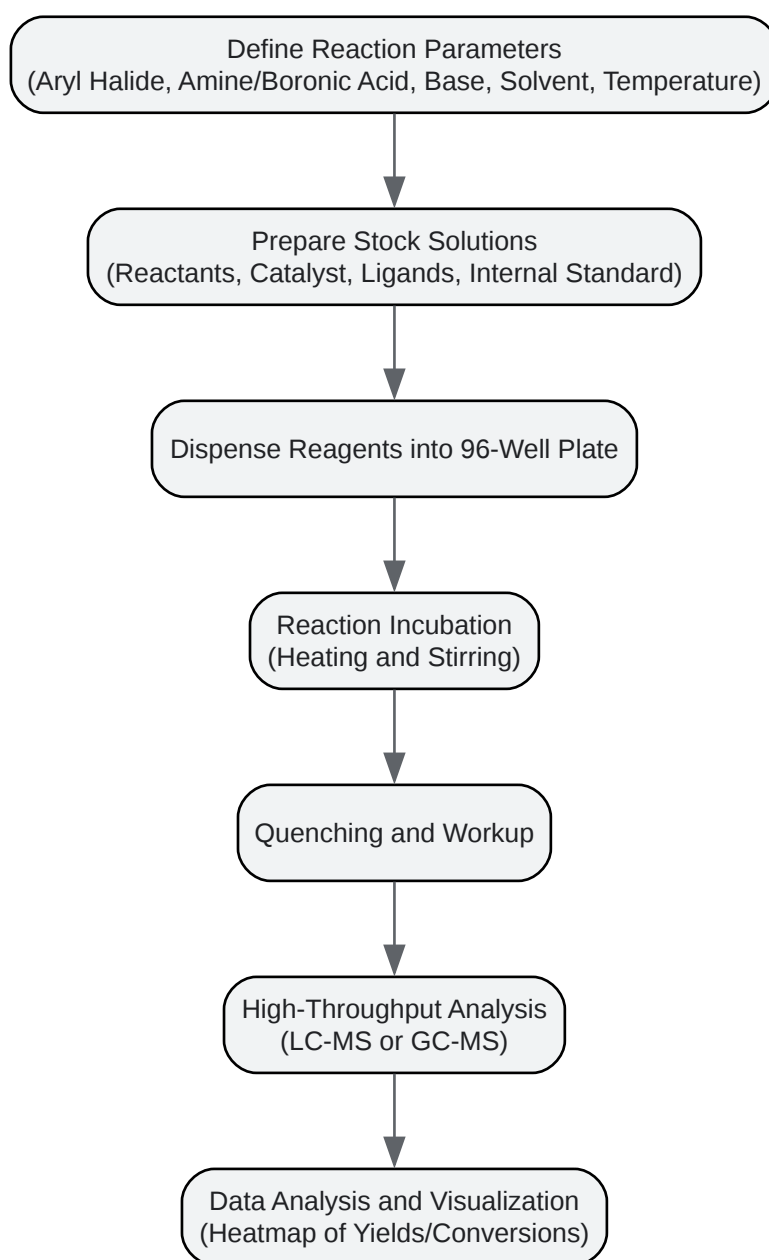 Define Reaction Parameters
(Aryl Halide, Amine/Boronic Acid, Base, Solvent, Temperature)
Prepare Stock Solutions
(Reactants, Catalyst, Ligands, Internal Standard)
Dispense Reagents into 96-Well Plate
Reaction Incubation
(Heating and Stirring)
Quenching and Workup
High-Throughput Analysis
(LC-MS or GC-MS)
Data Analysis and Visualization
(Heatmap of Yields/Conversions)